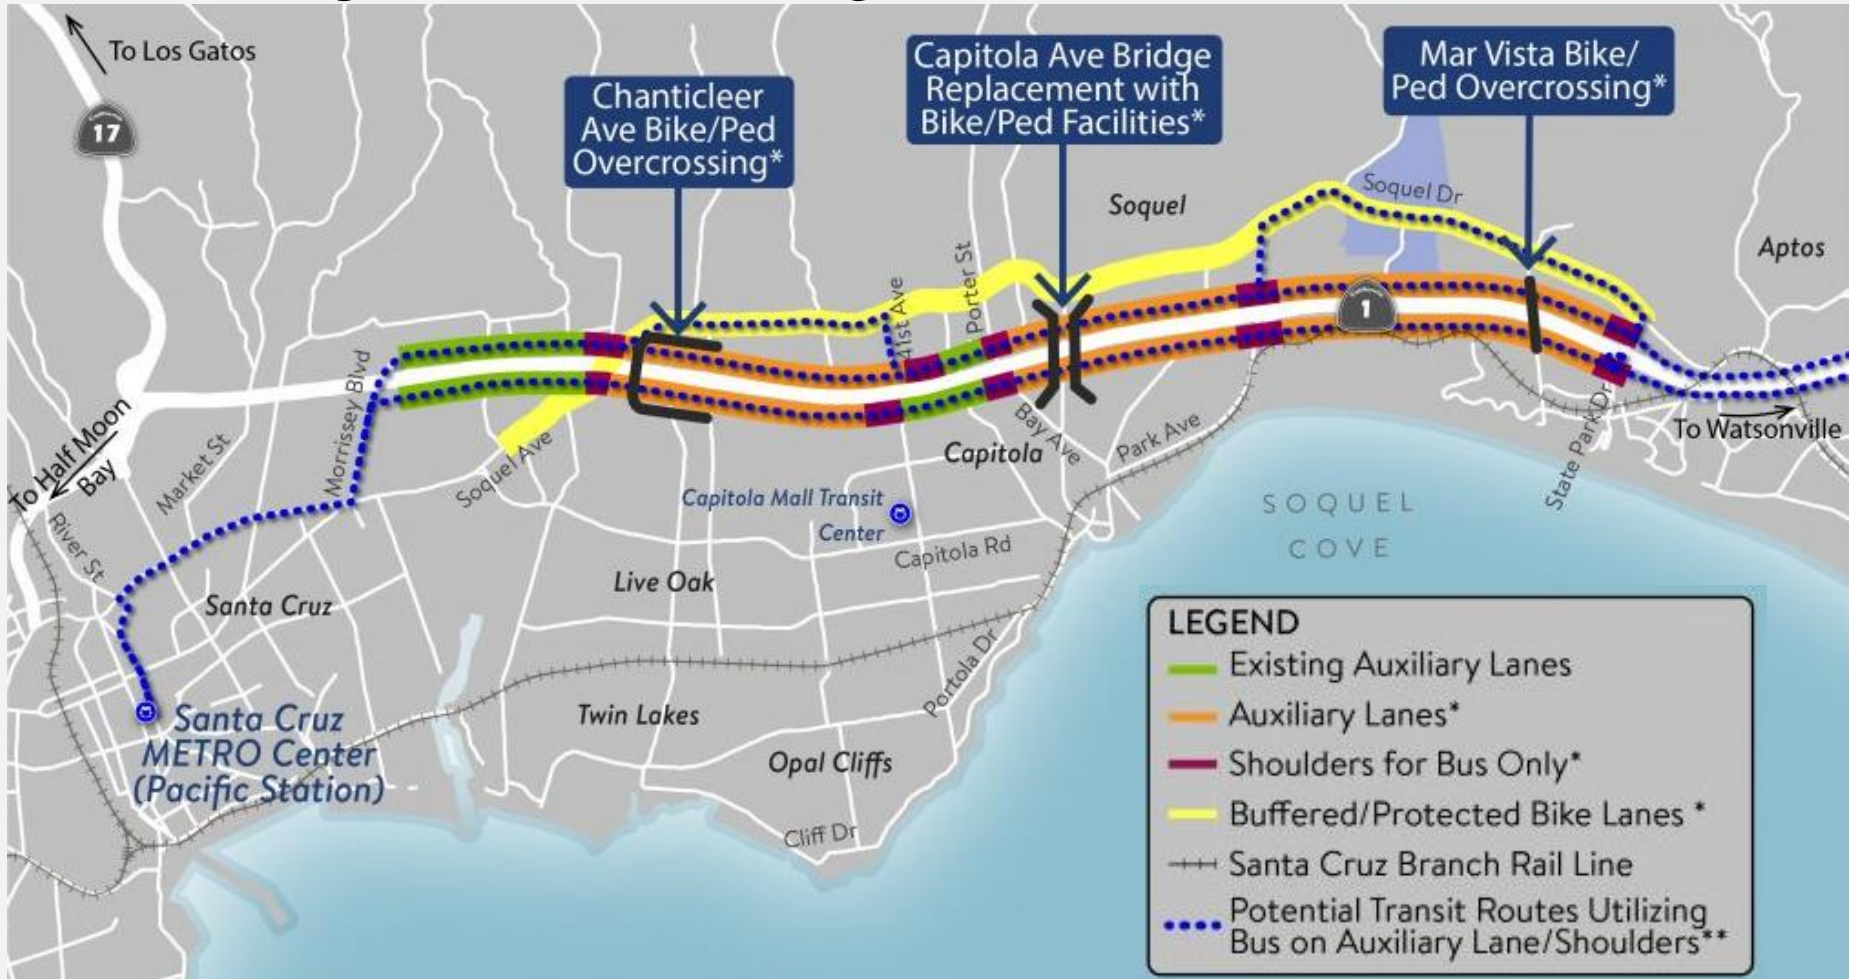 To Los Gatos
17
Chanticleer
Ave Bike/Ped
Overcrossing*
Capitola Ave Bridge
Replacement with
Bike/Ped Facilities*
Mar Vista Bike/
Ped Overcrossing*
Soquel
Soquel Dr
Aptos
Porter St
41st Ave
1
Morrissey Blvd
To Half Moon
Bay
Market St
Soquel Ave
Capitola
Bay Ave
Park Ave
State Park Dr
To Watsonville
River St
Capitola Mall Transit
Center
Capitola Rd
SOQUEL
COVE
Santa Cruz
Live Oak
Portola Dr
Santa Cruz
METRO Center
(Pacific Station)
Twin Lakes
Opal Cliffs
Cliff Dr
LEGEND
Existing Auxiliary Lanes
Auxiliary Lanes*
Shoulders for Bus Only*
Buffered/Protected Bike Lanes *
Santa Cruz Branch Rail Line
Potential Transit Routes Utilizing
Bus on Auxiliary Lane/Shoulders**